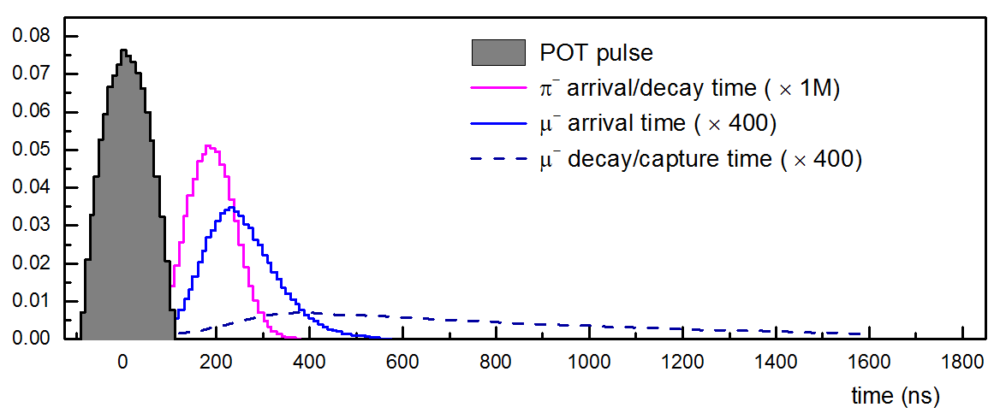 0.08
0.07
0.06
0.05
0.04
0.03
0.02
0.01
0.00
POT pulse
π⁻ arrival/decay time ( × 1M)
μ⁻ arrival time ( × 400)
μ⁻ decay/capture time ( × 400)
0 200 400 600 800 1000 1200 1400 1600 1800
time (ns)